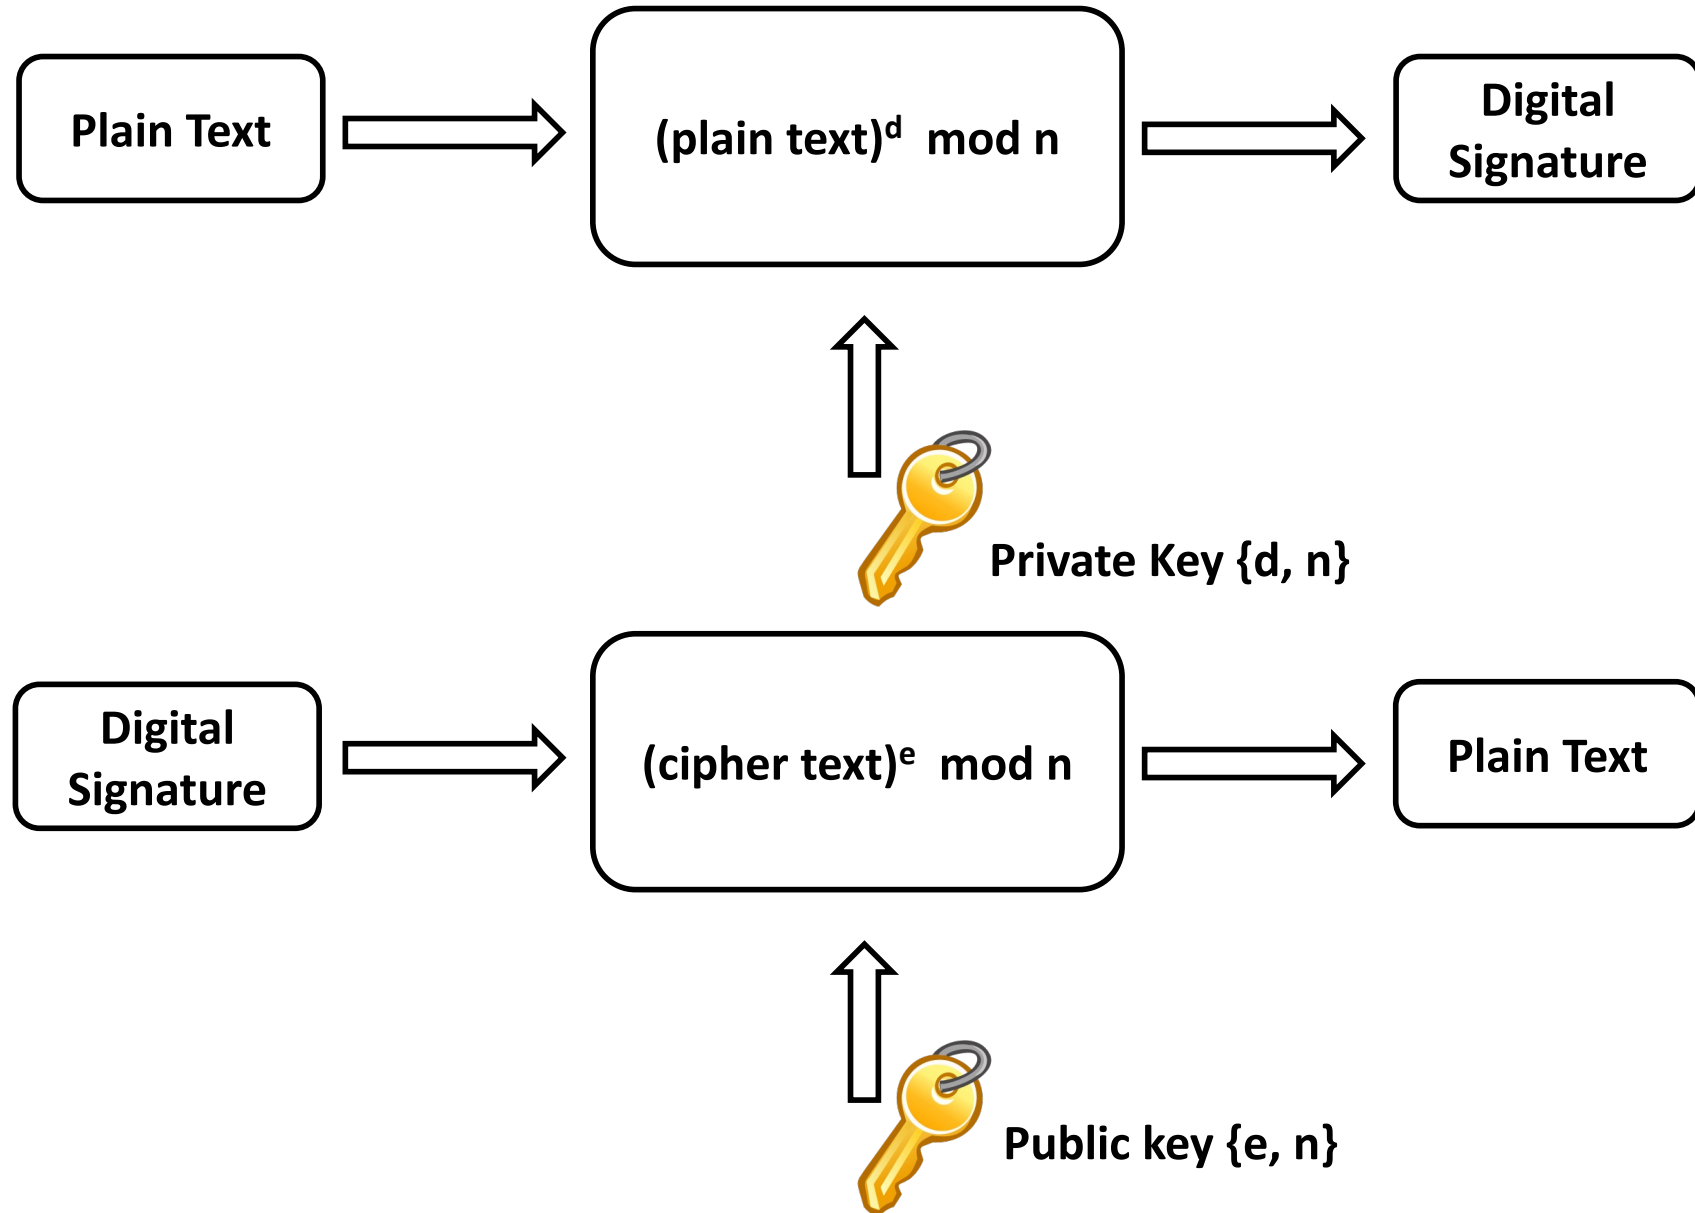 Plain Text
(plain text)^d mod n
Digital
Signature
Private Key {d, n}
Digital
Signature
(cipher text)^e mod n
Plain Text
Public key {e, n}